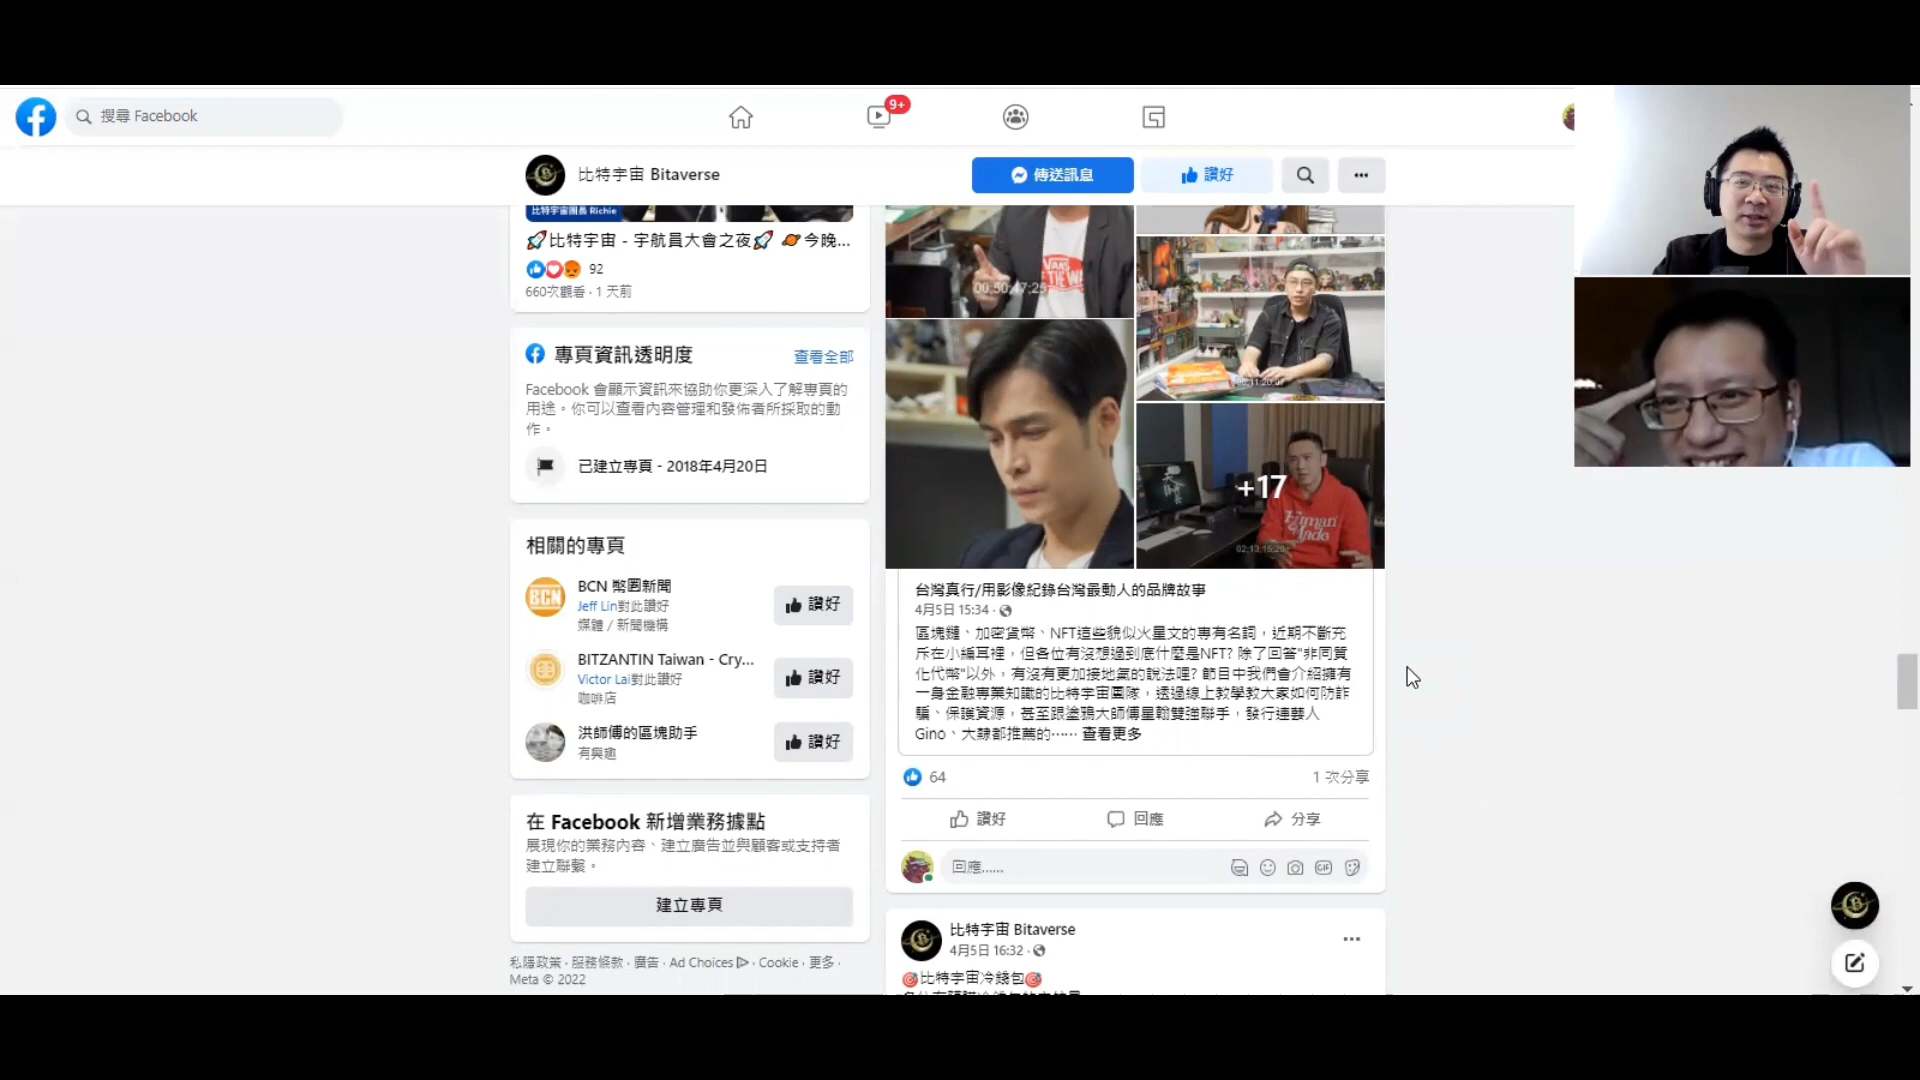 搜尋 Facebook
9+
比特宇宙 Bitaverse
傳送訊息
讚好
比特宇宙團長 Richie
🚀比特宇宙 - 宇航員大會之夜🚀 🪐今晚...
92
660次觀看 · 1 天前
專頁資訊透明度
查看全部
Facebook 會顯示資訊來協助你更深入了解專頁的
用途。你可以查看內容管理和發佈者所採取的動
作。
已建立專頁 - 2018年4月20日
相關的專頁
BCN
BCN 幣圈新聞
Jeff Lin對此讚好
媒體 / 新聞機構
讚好
BITZANTIN Taiwan - Cry...
Victor Lai對此讚好
咖啡店
讚好
洪師傅的區塊助手
有興趣
讚好
在 Facebook 新增業務據點
展現你的業務內容、建立廣告並與顧客或支持者
建立聯繫。
建立專頁
私隱政策 · 服務條款 · 廣告 · Ad Choices · Cookie · 更多 ·
Meta © 2022
VANS
00;50;47;25
+17
台灣真行/用影像紀錄台灣最動人的品牌故事
4月5日 15:34 ·
區塊鏈、加密貨幣、NFT這些貌似火星文的專有名詞，近期不斷充
斥在小編耳裡，但各位有沒想過到底什麼是NFT? 除了回答"非同質
化代幣"以外，有沒有更加接地氣的說法哩? 節目中我們會介紹擁有
一身金融專業知識的比特宇宙團隊，透過線上教學教大家如何防詐
騙、保護資源，甚至跟塗鴉大師傅星翰雙強聯手，發行連藝人
Gino、大隸都推薦的...... 查看更多
64
1 次分享
讚好
回應
分享
回應......
GIF
比特宇宙 Bitaverse
4月5日 16:32 ·
🎯比特宇宙冷錢包🎯